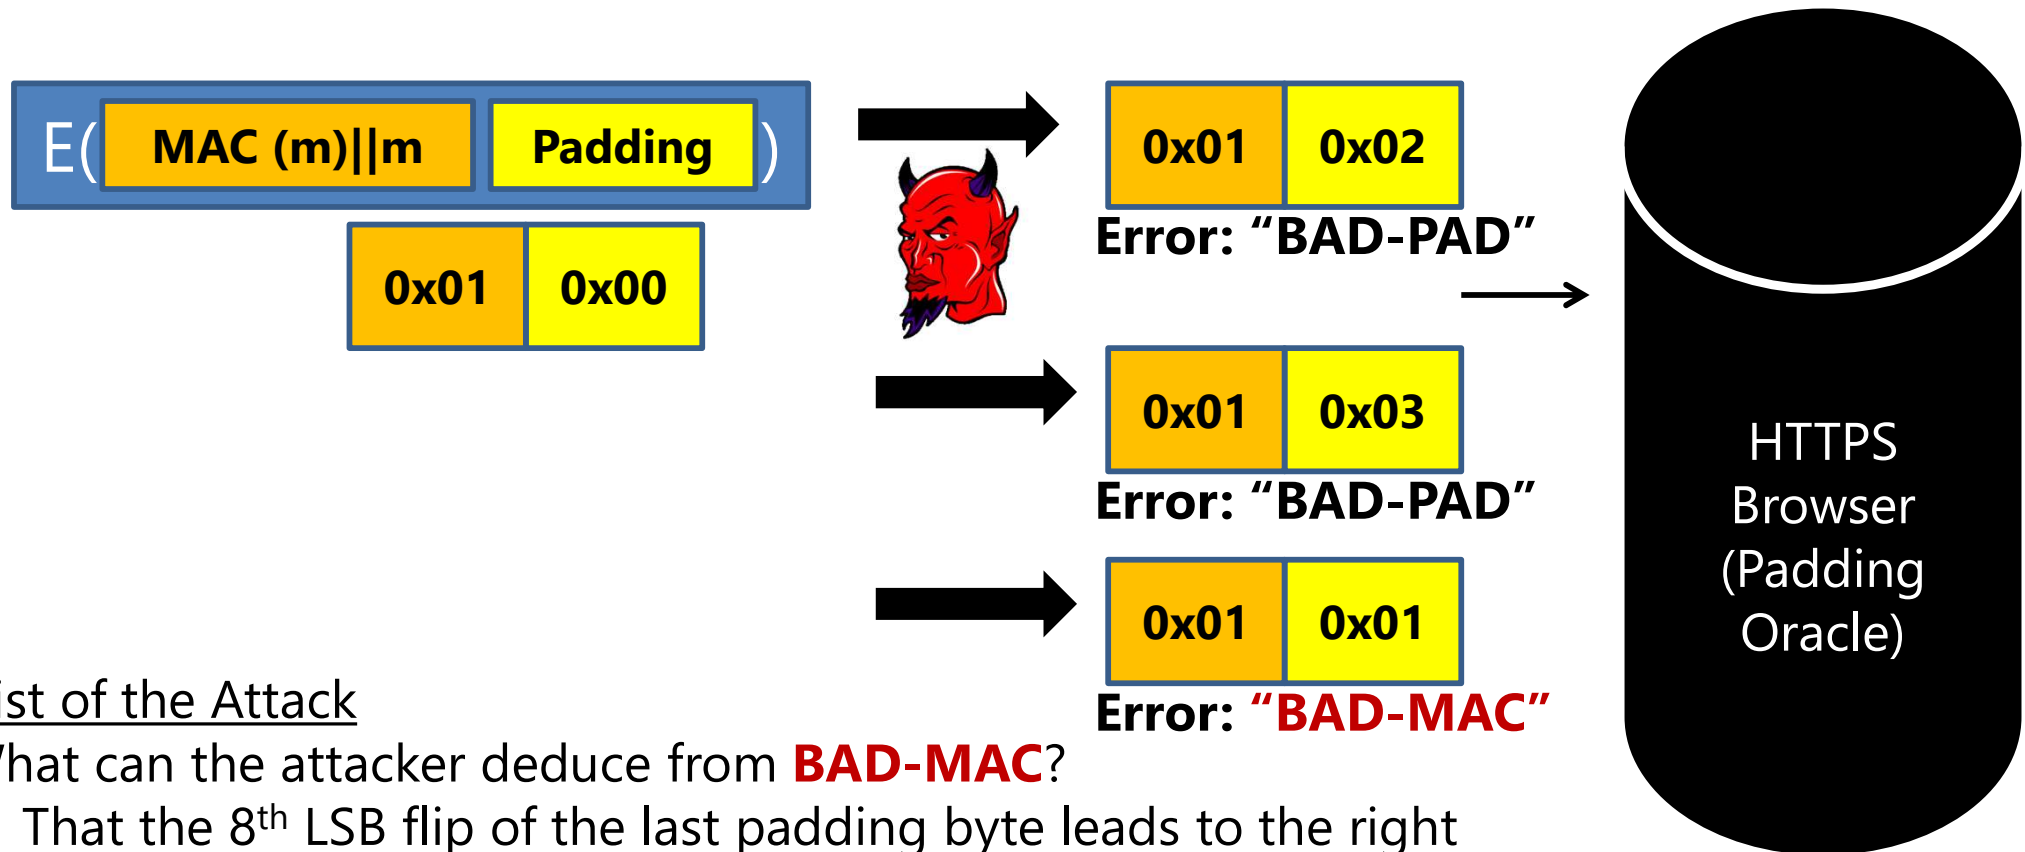 E( MAC (m)||m Padding )
0x01 0x00
0x01 0x02
Error: “BAD-PAD”
0x01 0x03
Error: “BAD-PAD”
0x01 0x01
Error: “BAD-MAC”
HTTPS
Browser
(Padding
Oracle)
ist of the Attack
hat can the attacker deduce from BAD-MAC?
That the 8th LSB flip of the last padding byte leads to the right